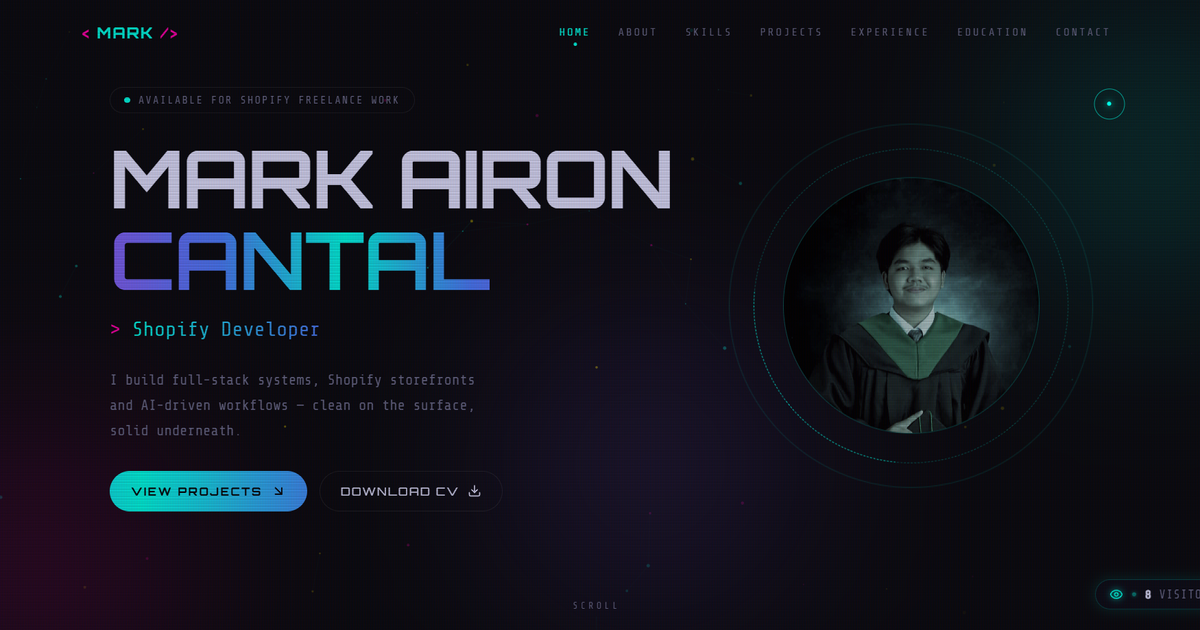 < MARK />
HOME ABOUT SKILLS PROJECTS EXPERIENCE EDUCATION CONTACT
AVAILABLE FOR SHOPIFY FREELANCE WORK
MARK AIRON
CANTAL
> Shopify Developer
I build full-stack systems, Shopify storefronts
and AI-driven workflows — clean on the surface,
solid underneath.
VIEW PROJECTS
DOWNLOAD CV
8
SCROLL